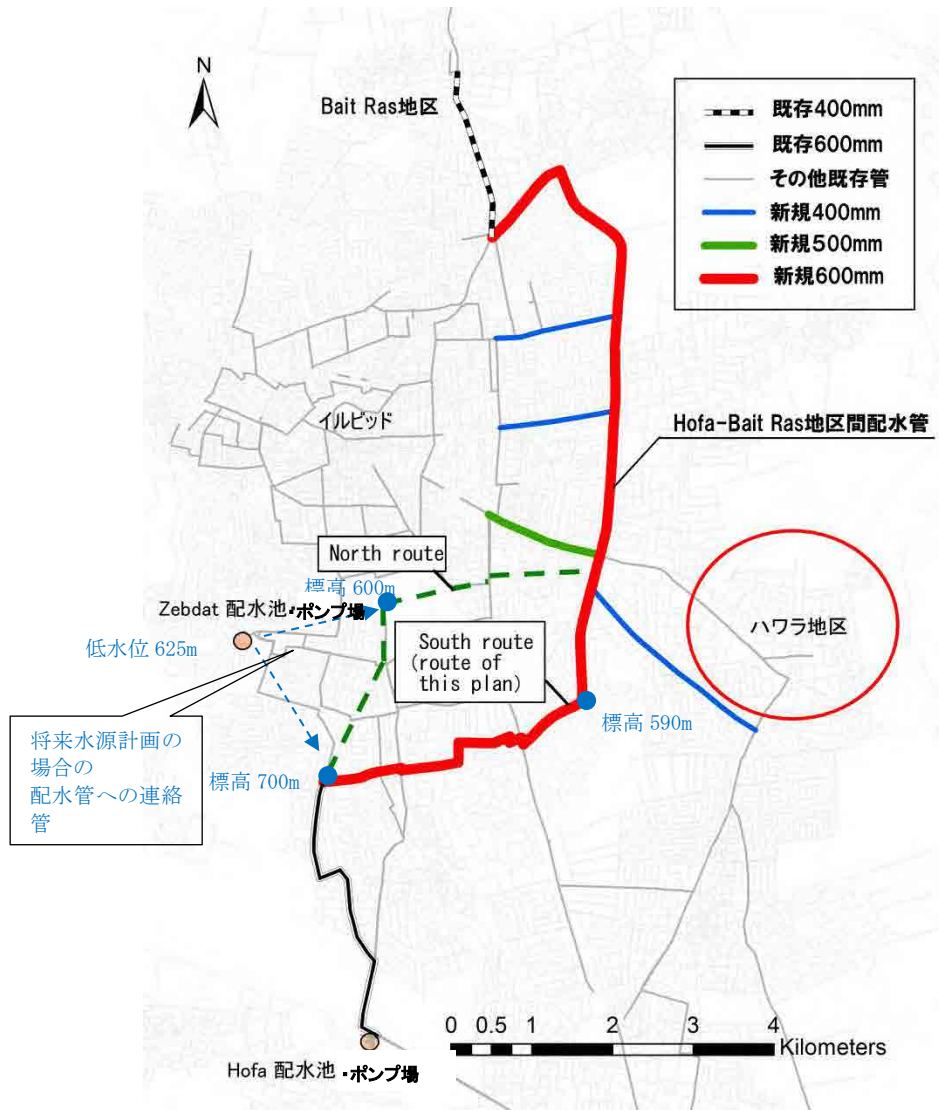 N
Bait Ras地区
既存400mm
既存600mm
その他既存管
新規400mm
新規500mm
新規600mm
イルビッド
Hofa-Bait Ras地区間配水管
North route
標高 600m
Zebdat 配水池・ポンプ場
低水位 625m
South route
(route of
this plan)
ハワラ地区
標高 590m
将来水源計画の
場合の
配水管への連絡
管
標高 700m
0 0.5 1 2 3 4
Kilometers
Hofa 配水池・ポンプ場